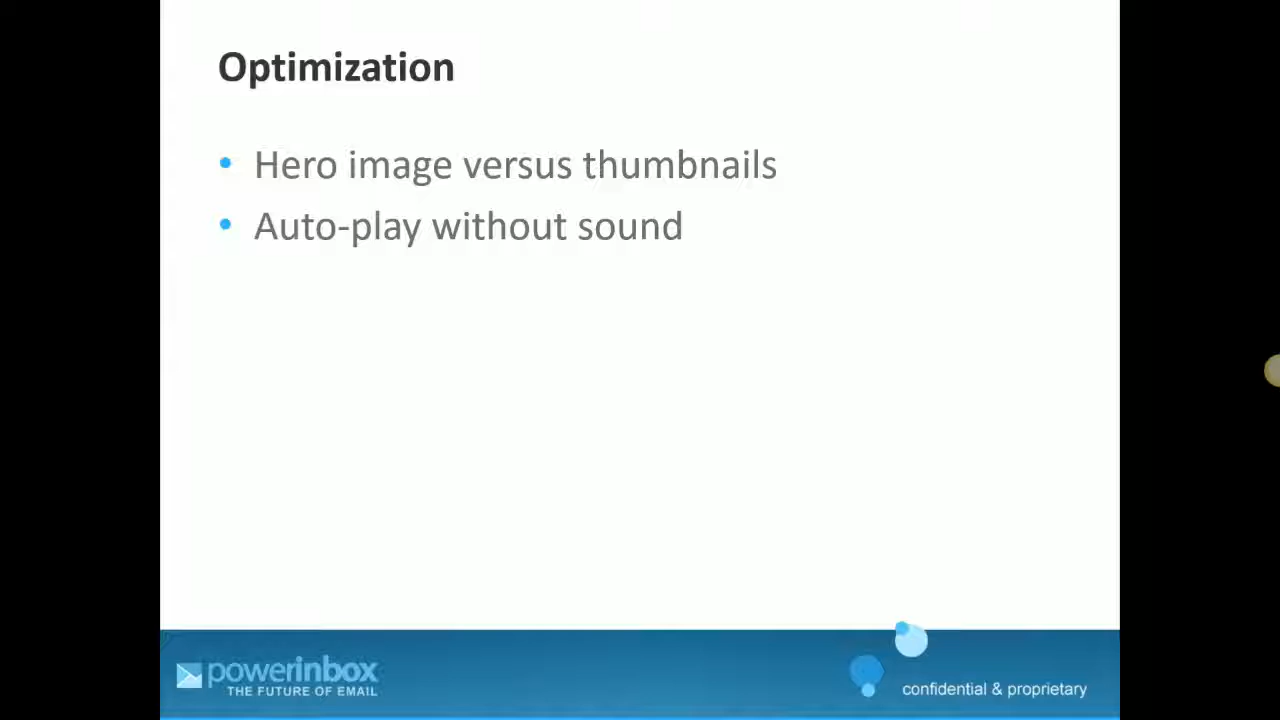 Optimization
• Hero image versus thumbnails
• Auto-play without sound
powerinbox
THE FUTURE OF EMAIL
confidential & proprietary